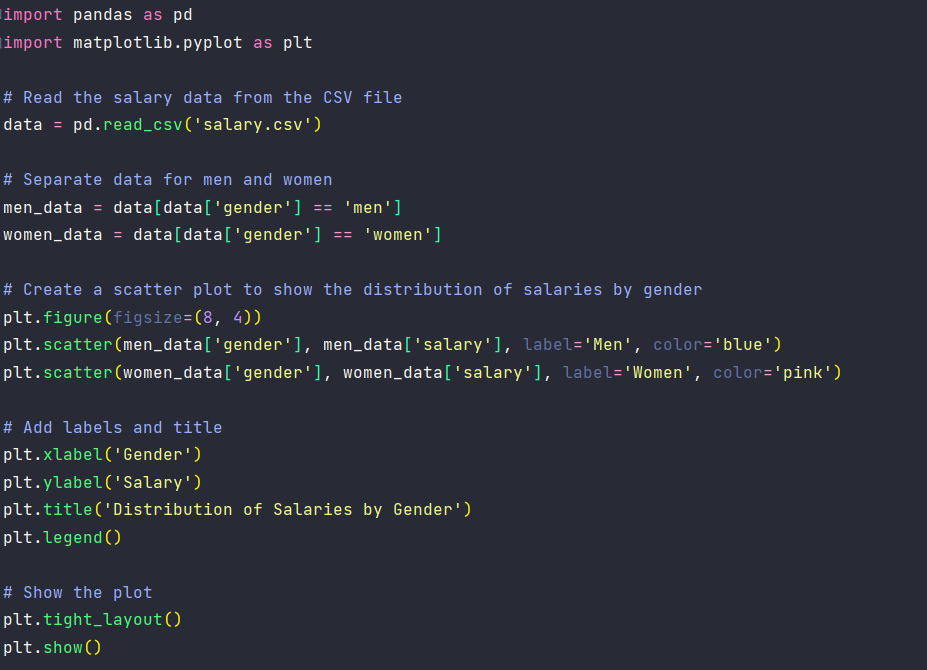 import pandas as pd
import matplotlib.pyplot as plt
# Read the salary data from the CSV file
data = pd.read_csv('salary.csv')
# Separate data for men and women
men_data = data[data['gender'] == 'men']
women_data = data[data['gender'] == 'women']
# Create a scatter plot to show the distribution of salaries by gender
plt.figure(figsize=(8, 4))
plt.scatter(men_data['gender'], men_data['salary'], label='Men', color='blue')
plt.scatter(women_data['gender'], women_data['salary'], label='Women', color='pink')
# Add labels and title
plt.xlabel('Gender')
plt.ylabel('Salary')
plt.title('Distribution of Salaries by Gender')
plt.legend()
# Show the plot
plt.tight_layout()
plt.show()